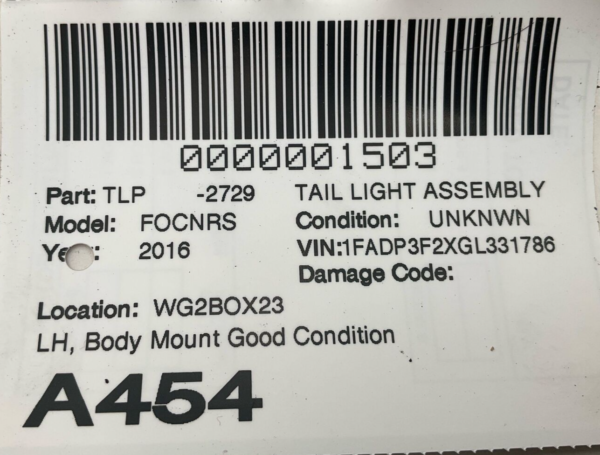 0000001503
Part: TLP -2729 TAIL LIGHT ASSEMBLY
Model: FOCNRS Condition: UNKNWN
Year: 2016 VIN:1FADP3F2XGL331786
Damage Code:
Location: WG2BOX23
LH, Body Mount Good Condition
A454